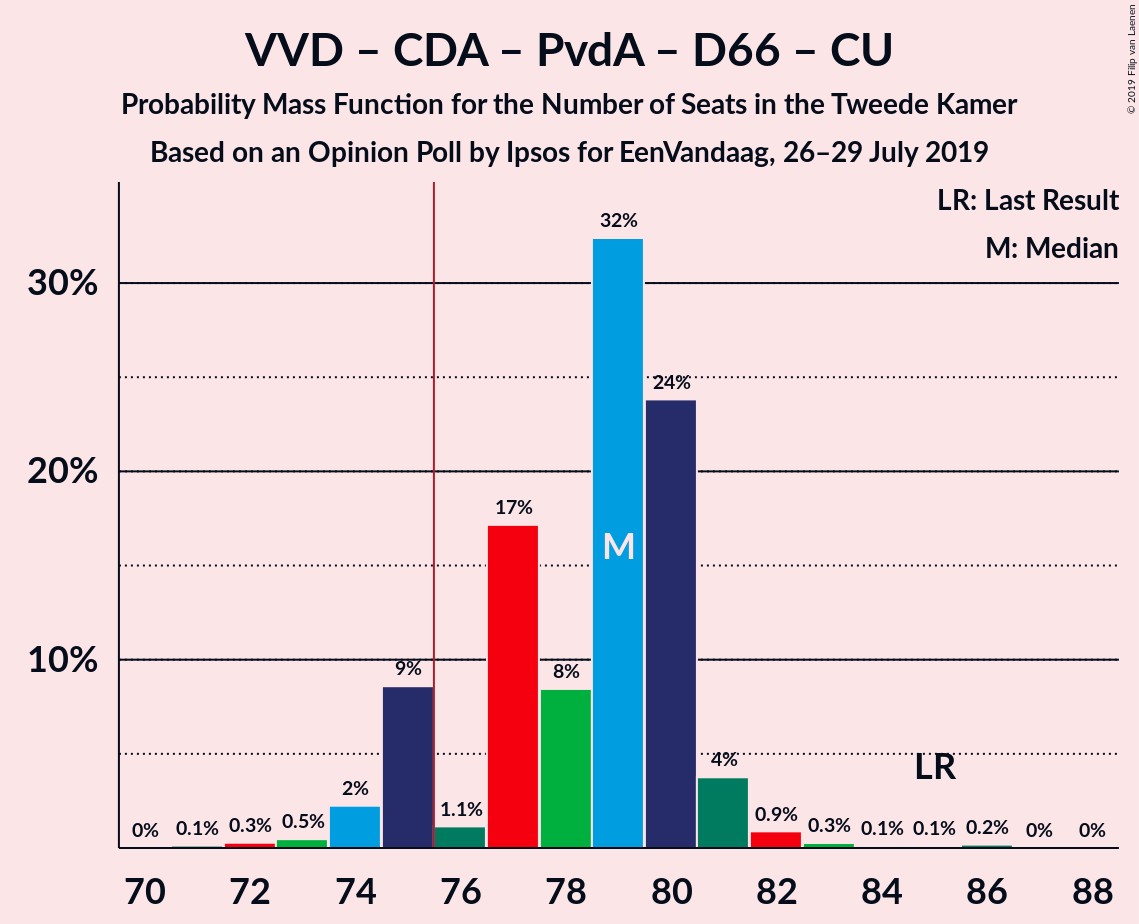 VVD – CDA – PvdA – D66 – CU
Probability Mass Function for the Number of Seats in the Tweede Kamer
Based on an Opinion Poll by Ipsos for EenVandaag, 26–29 July 2019
© 2019 Filip van Laenen
LR: Last Result
M: Median
30%
20%
10%
0%
0.1%
0.3%
0.5%
2%
9%
1.1%
17%
8%
32%
M
24%
4%
0.9%
0.3%
0.1%
LR
0.1%
0.2%
0%
0%
70 72 74 76 78 80 82 84 86 88